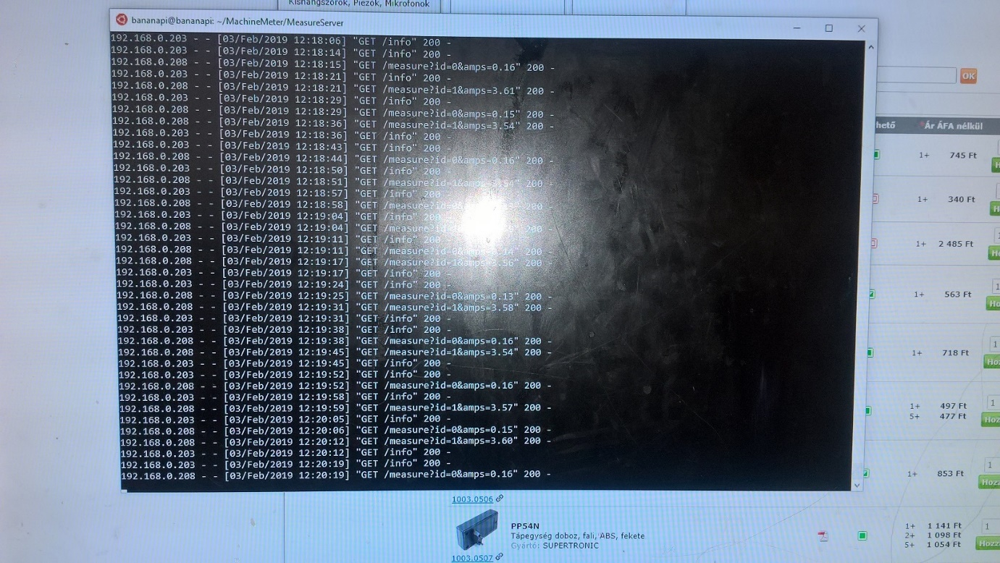 Kishangszórók, Piezók, Mikrofonok
bananapi@bananapi: ~/MachineMeter/MeasureServer
192.168.0.203 - - [03/Feb/2019 12:18:06] "GET /info" 200 -
192.168.0.203 - - [03/Feb/2019 12:18:14] "GET /info" 200 -
192.168.0.208 - - [03/Feb/2019 12:18:15] "GET /measure?id=0&amps=0.16" 200 -
192.168.0.203 - - [03/Feb/2019 12:18:21] "GET /info" 200 -
192.168.0.208 - - [03/Feb/2019 12:18:21] "GET /measure?id=1&amps=3.61" 200 -
192.168.0.203 - - [03/Feb/2019 12:18:29] "GET /info" 200 -
192.168.0.208 - - [03/Feb/2019 12:18:29] "GET /measure?id=0&amps=0.15" 200 -
192.168.0.208 - - [03/Feb/2019 12:18:36] "GET /measure?id=1&amps=3.54" 200 -
192.168.0.203 - - [03/Feb/2019 12:18:36] "GET /info" 200 -
192.168.0.203 - - [03/Feb/2019 12:18:43] "GET /info" 200 -
192.168.0.208 - - [03/Feb/2019 12:18:44] "GET /measure?id=0&amps=0.16" 200 -
192.168.0.203 - - [03/Feb/2019 12:18:50] "GET /info" 200 -
192.168.0.208 - - [03/Feb/2019 12:18:51] "GET 200 -
192.168.0.203 - - [03/Feb/2019 12:18:57] "GET /info" 200 -
192.168.0.208 - - [03/Feb/2019 12:18:58] "GET 200 -
192.168.0.203 - - [03/Feb/2019 12:19:04] "GET /info" 200
192.168.0.208 - - [03/Feb/2019 12:19:04] "GET 200 -
192.168.0.203 - - [03/Feb/2019 12:19:11] "GET /info" 200 -
192.168.0.208 - - [03/Feb/2019 12:19:11] "GET 200 -
192.168.0.208 - - [03/Feb/2019 12:19:17] "GET /measure?id=1&amps=3.56" 200 -
192.168.0.203 - - [03/Feb/2019 12:19:17] "GET /info" 200 -
192.168.0.203 - - [03/Feb/2019 12:19:24] "GET /info" 200 -
192.168.0.208 - - [03/Feb/2019 12:19:25] "GET /measure?id=0&amps=0.13" 200 -
192.168.0.208 - - [03/Feb/2019 12:19:31] "GET /measure?id=1&amps=3.58" 200 -
192.168.0.203 - - [03/Feb/2019 12:19:31] "GET /info" 200 -
192.168.0.203 - - [03/Feb/2019 12:19:38] "GET /info" 200 -
192.168.0.208 - - [03/Feb/2019 12:19:38] "GET /measure?id=0&amps=0.16" 200 -
192.168.0.208 - - [03/Feb/2019 12:19:45] "GET /measure?id=1&amps=3.54" 200 -
192.168.0.203 - - [03/Feb/2019 12:19:45] "GET /info" 200 -
192.168.0.203 - - [03/Feb/2019 12:19:52] "GET /info" 200 -
192.168.0.208 - - [03/Feb/2019 12:19:52] "GET /measure?id=0&amps=0.16" 200 -
192.168.0.203 - - [03/Feb/2019 12:19:58] "GET /info" 200 -
192.168.0.208 - - [03/Feb/2019 12:19:59] "GET /measure?id=1&amps=3.57" 200 -
192.168.0.203 - - [03/Feb/2019 12:20:05] "GET /info" 200 -
192.168.0.208 - - [03/Feb/2019 12:20:06] "GET /measure?id=0&amps=0.15" 200 -
192.168.0.208 - - [03/Feb/2019 12:20:12] "GET /measure?id=1&amps=3.60" 200 -
192.168.0.203 - - [03/Feb/2019 12:20:12] "GET /info" 200 -
192.168.0.203 - - [03/Feb/2019 12:20:19] "GET /info" 200 -
192.168.0.208 - - [03/Feb/2019 12:20:19] "GET /measure?id=0&amps=0.16" 200 -
OK
hető Ár ÁFA nélkül
1+ 745 Ft
1+ 340 Ft
1+ 2 485 Ft
1+ 563 Ft
1+ 718 Ft
1+ 497 Ft
5+ 477 Ft
1+ 853 Ft
1003.0506
PP54N
Tápegység doboz, fali, ABS, fekete
Gyártó: SUPERTRONIC
1+ 1 141 Ft
2+ 1 098 Ft
5+ 1 054 Ft
1003.0507